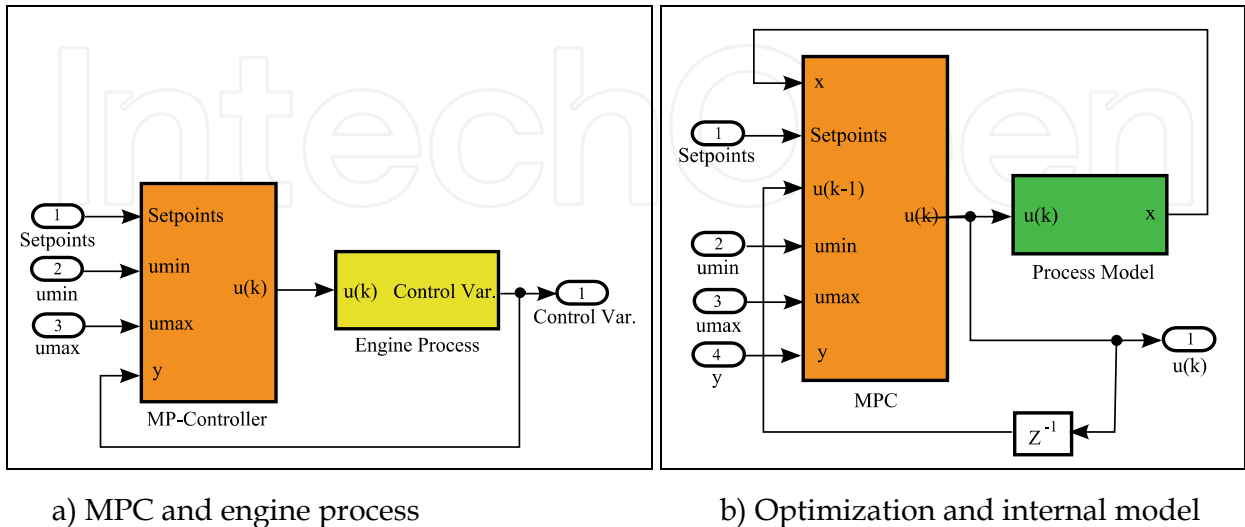 IntechOpen
1
Setpoints
2
umin
3
umax
Setpoints
umin
umax
y
u(k)
MP-Controller
u(k) Control Var.
Engine Process
1
Control Var.
a) MPC and engine process
1
Setpoints
2
umin
3
umax
4
y
x
Setpoints
u(k-1)
umin
umax
y
u(k)
MPC
u(k) x
Process Model
1
u(k)
Z⁻¹
b) Optimization and internal model